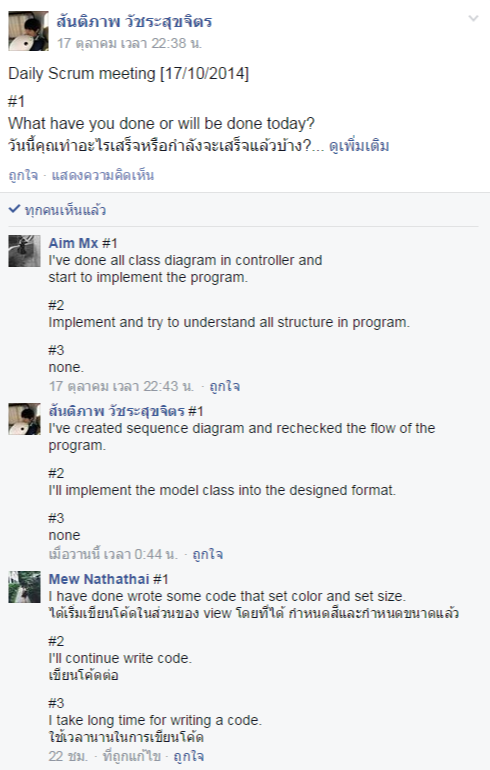 สันติภาพ วัชระสุขจิตร
17 ตุลาคม เวลา 22:38 น.
Daily Scrum meeting [17/10/2014]
#1
What have you done or will be done today?
วันนี้คุณทำอะไรเสร็จหรือกำลังจะเสร็จแล้วบ้าง?... ดูเพิ่มเติม
ถูกใจ · แสดงความคิดเห็น
ทุกคนเห็นแล้ว
Aim Mx #1
I've done all class diagram in controller and
start to implement the program.
#2
Implement and try to understand all structure in program.
#3
none.
17 ตุลาคม เวลา 22:43 น. · ถูกใจ
สันติภาพ วัชระสุขจิตร #1
I've created sequence diagram and rechecked the flow of the
program.
#2
I'll implement the model class into the designed format.
#3
none
เมื่อวานนี้ เวลา 0:44 น. · ถูกใจ
Mew Nathathai #1
I have done wrote some code that set color and set size.
ได้เริ่มเขียนโค้ดในส่วนของ view โดยที่ได้ กำหนดสีและกำหนดขนาดแล้ว
#2
I'll continue write code.
เขียนโค้ดต่อ
#3
I take long time for writing a code.
ใช้เวลานานในการเขียนโค้ด
22 ชม. · ที่ถูกแก้ไข · ถูกใจ